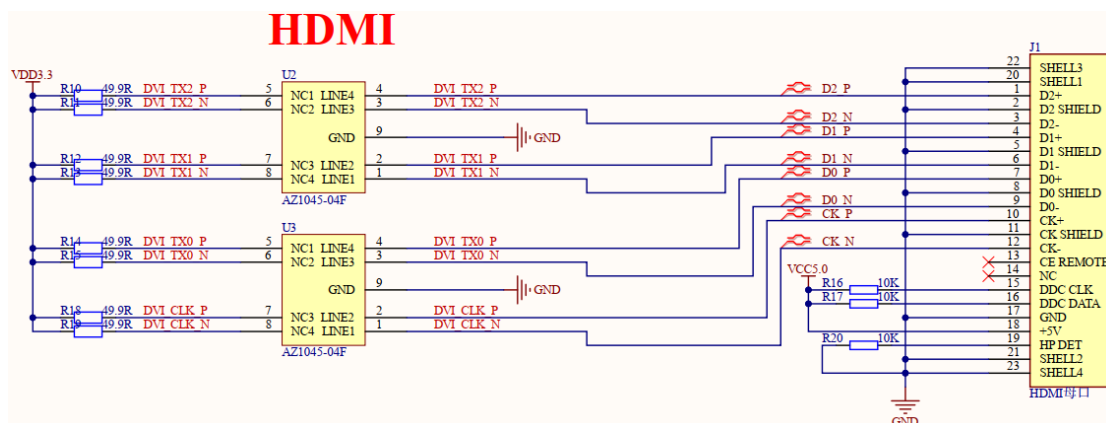 HDMI
J1
VDD3.3
U2
22 SHELL3
20 SHELL1
R10 49.9R DVI_TX2_P 5 NC1 LINE4 4 DVI_TX2_P D2_P 1 D2+
R11 49.9R DVI_TX2_N 6 NC2 LINE3 3 DVI_TX2_N 2 D2 SHIELD
D2_N 3 D2-
GND 9 GND D1_P 4 D1+
5 D1 SHIELD
R12 49.9R DVI_TX1_P 7 NC3 LINE2 2 DVI_TX1_P D1_N 6 D1-
R13 49.9R DVI_TX1_N 8 NC4 LINE1 1 DVI_TX1_N D0_P 7 D0+
8 D0 SHIELD
AZ1045-04F D0_N 9 D0-
U3 CK_P 10 CK+
11 CK SHIELD
R14 49.9R DVI_TX0_P 5 NC1 LINE4 4 DVI_TX0_P CK_N 12 CK-
R15 49.9R DVI_TX0_N 6 NC2 LINE3 3 DVI_TX0_N 13 CE REMOTE
VCC5.0 14 NC
GND 9 GND R16 10K 15 DDC CLK
R17 10K 16 DDC DATA
R18 49.9R DVI_CLK_P 7 NC3 LINE2 2 DVI_CLK_P 17 GND
R19 49.9R DVI_CLK_N 8 NC4 LINE1 1 DVI_CLK_N 18 +5V
R20 10K 19 HP DET
AZ1045-04F 21 SHELL2
23 SHELL4
HDMI母口
GND